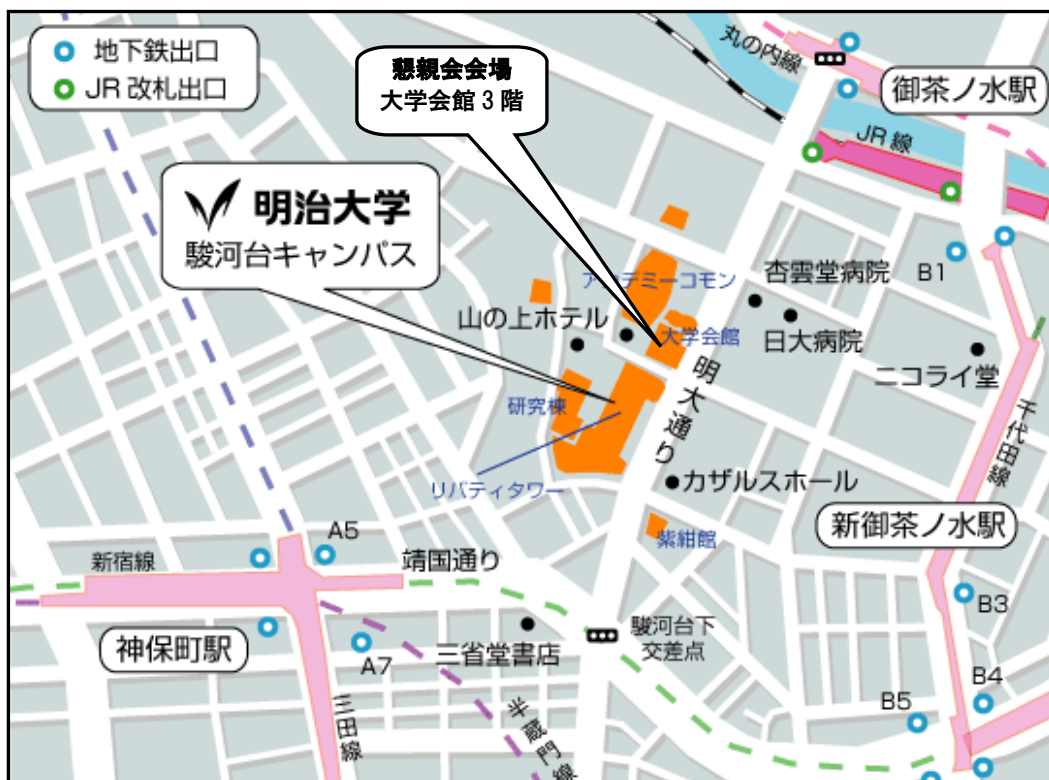 地下鉄出口
JR 改札出口
懇親会会場
大学会館 3 階
丸の内線
御茶ノ水駅
JR 線
明治大学
駿河台キャンパス
アカデミーコモン
杏雲堂病院
B1
山の上ホテル
大学会館
日大病院
ニコライ堂
明大通り
研究棟
千代田線
リバティタワー
カザルスホール
新御茶ノ水駅
紫紺館
A5
新宿線
靖国通り
B3
神保町駅
A7
三省堂書店
駿河台下
交差点
B4
B5
三田線
半蔵門線